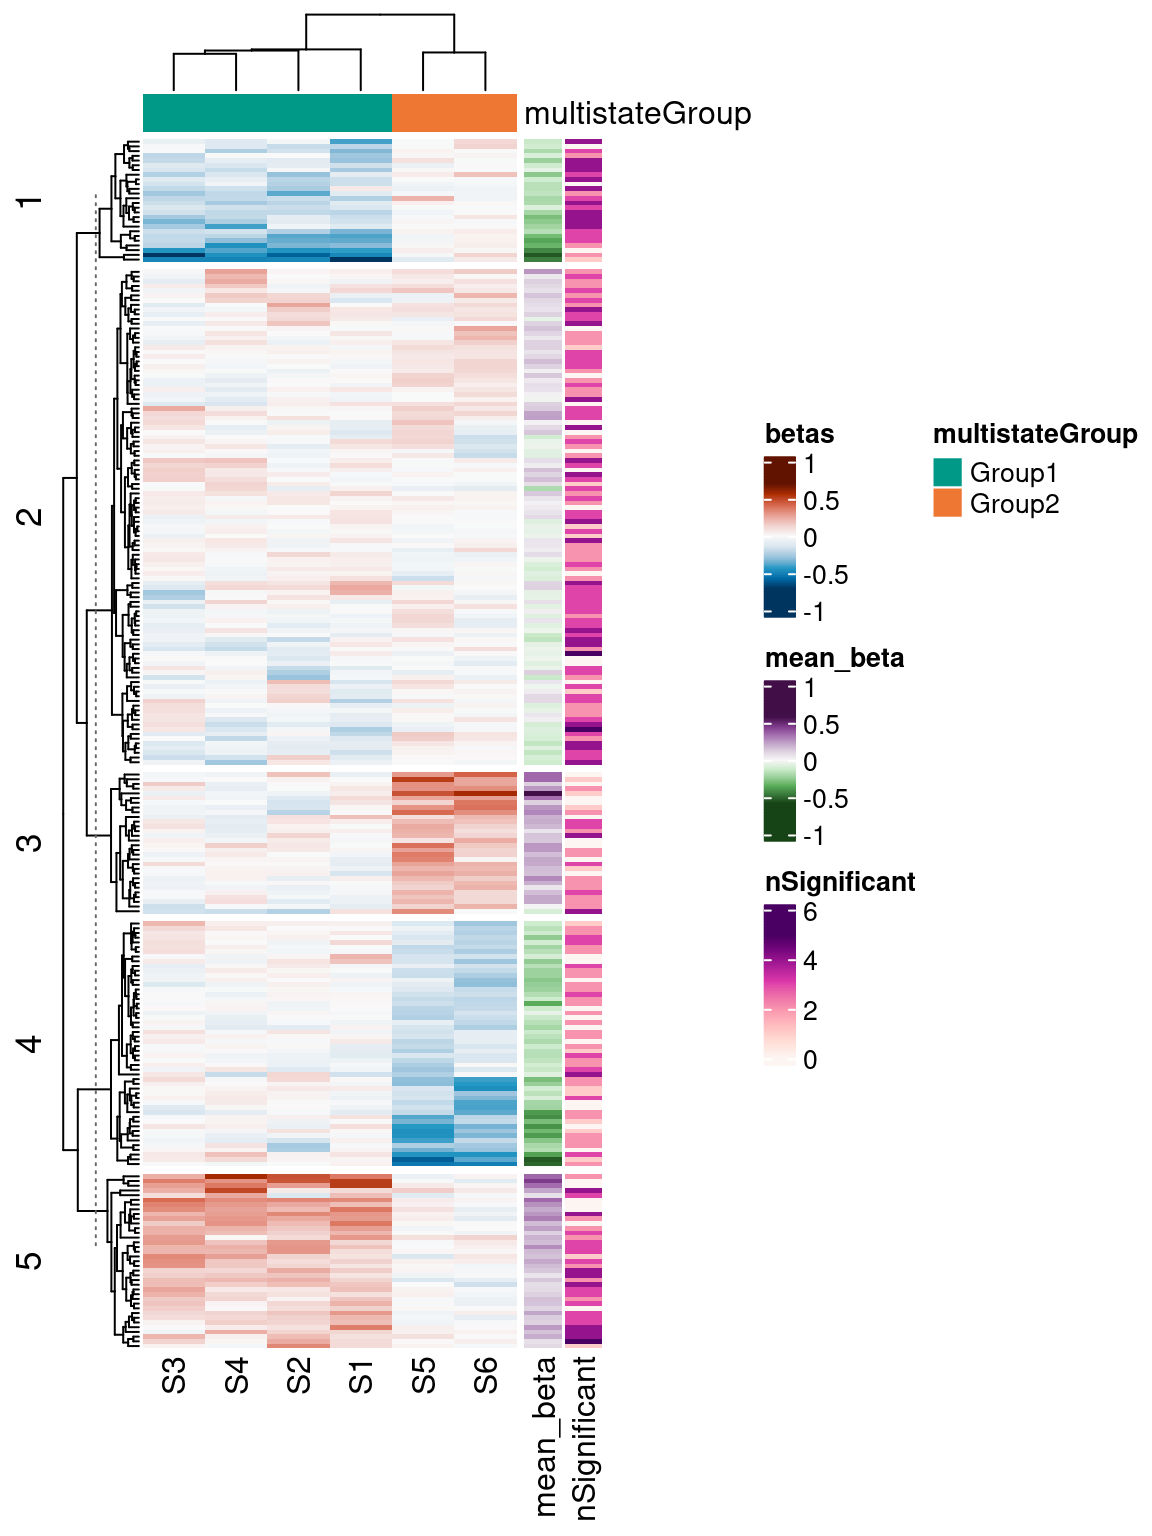 multistateGroup
1
2
3
4
5
S3
S4
S2
S1
S5
S6
mean_beta
nSignificant
betas
1
0.5
0
-0.5
-1
mean_beta
1
0.5
0
-0.5
-1
nSignificant
6
4
2
0
multistateGroup
Group1
Group2